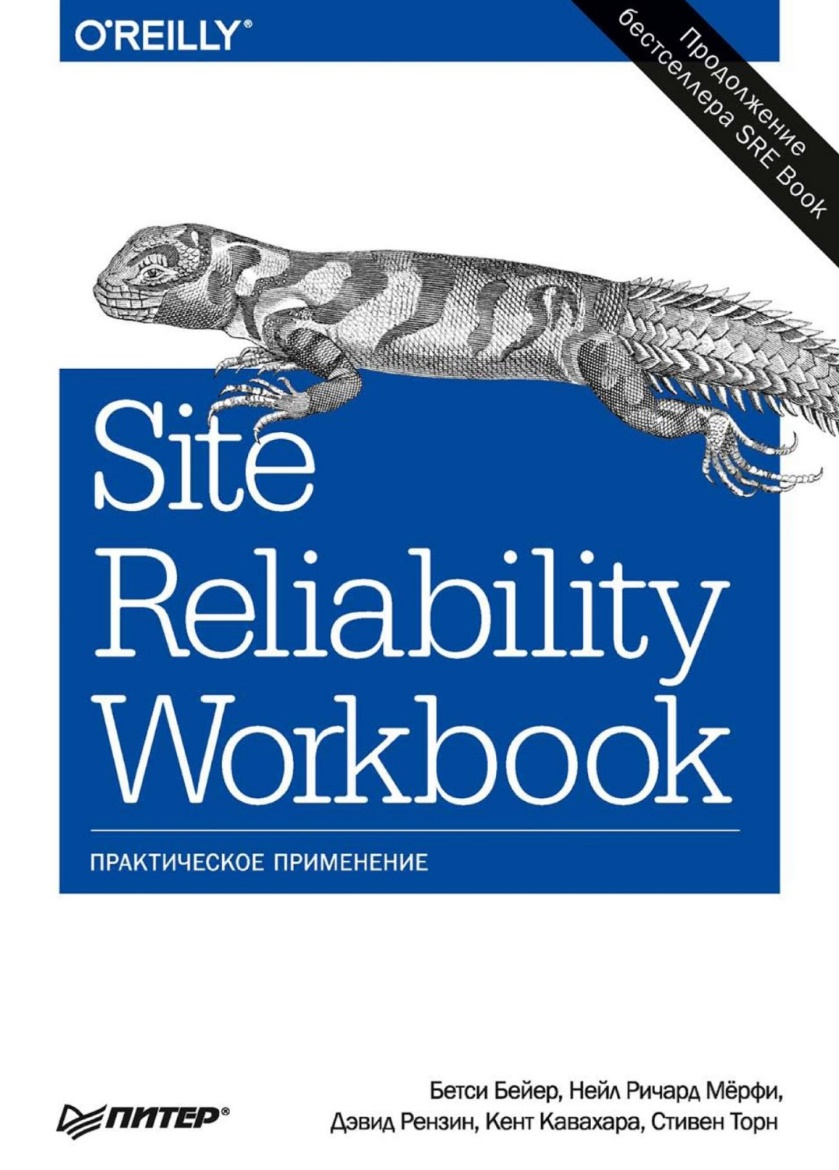 O'REILLY®
Продолжение
бестселлера SRE Book
Site
Reliability
Workbook
ПРАКТИЧЕСКОЕ ПРИМЕНЕНИЕ
Бетси Бейер, Нейл Ричард Мёрфи,
Дэвид Рензин, Кент Кавахара, Стивен Торн
ПИТЕР®